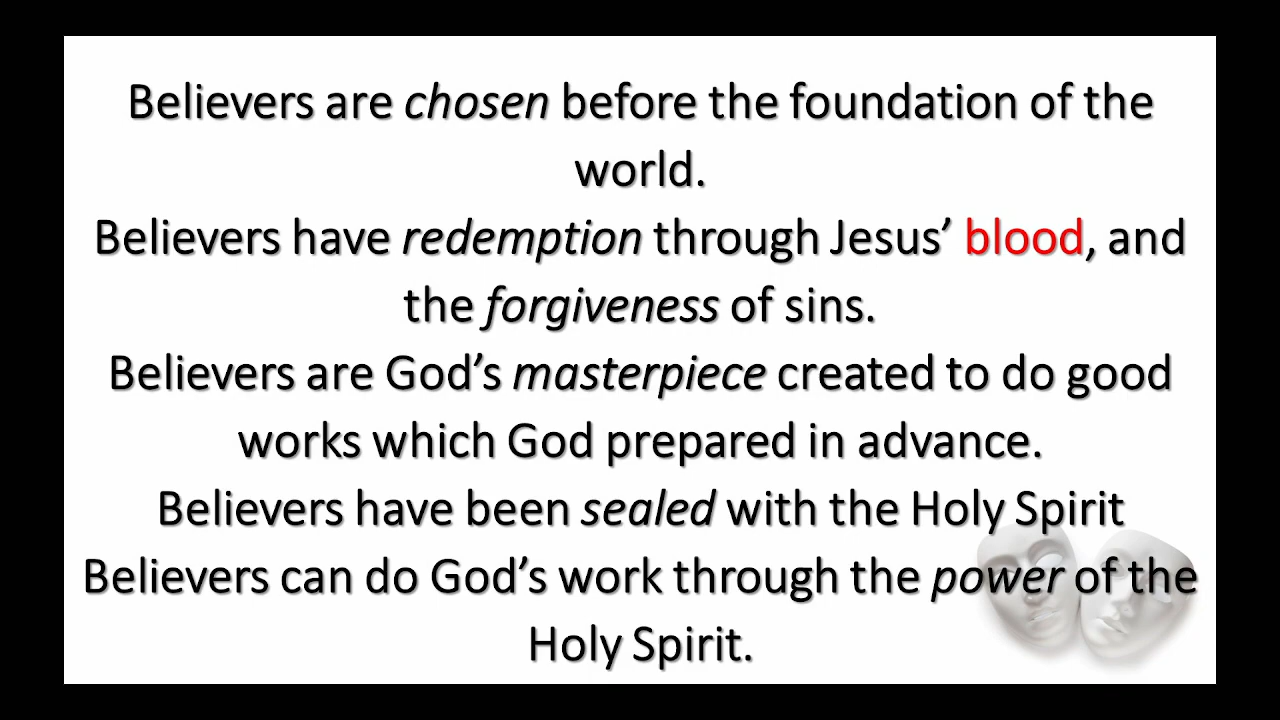 Believers are chosen before the foundation of the
world.
Believers have redemption through Jesus’ blood, and
the forgiveness of sins.
Believers are God’s masterpiece created to do good
works which God prepared in advance.
Believers have been sealed with the Holy Spirit
Believers can do God’s work through the power of the
Holy Spirit.